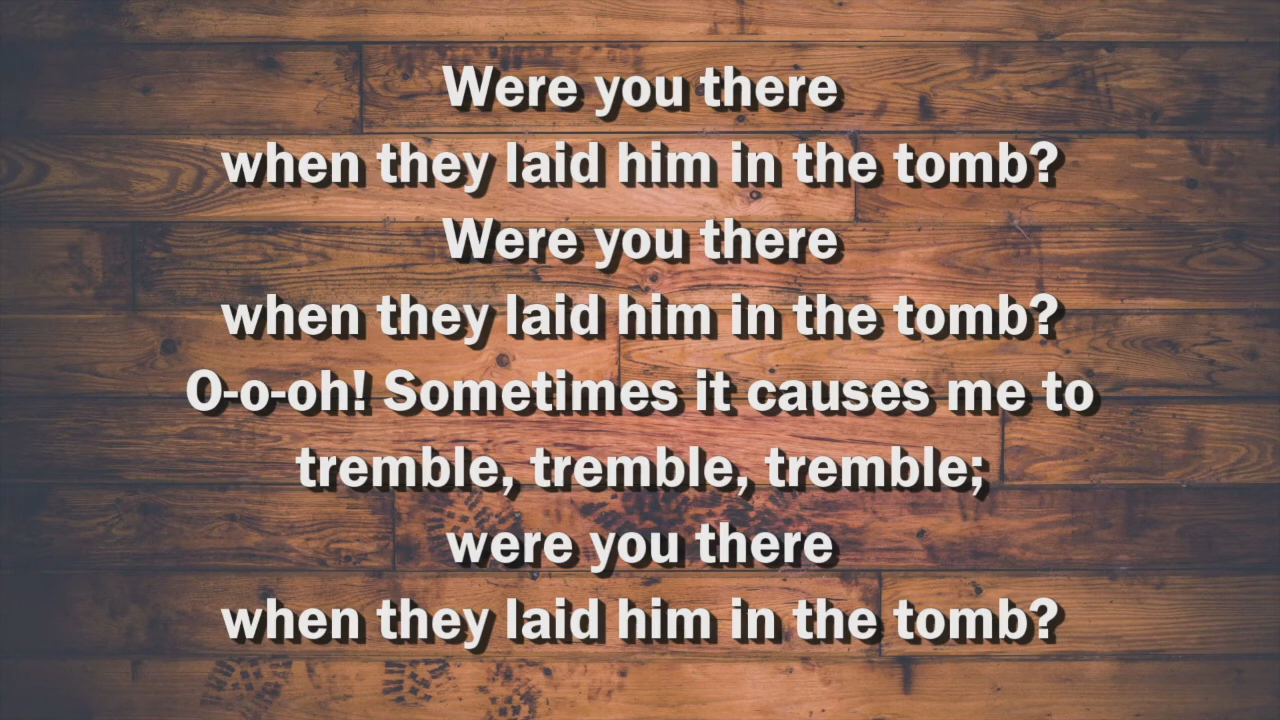 Were you there
when they laid him in the tomb?
Were you there
when they laid him in the tomb?
O-o-oh! Sometimes it causes me to
tremble, tremble, tremble;
were you there
when they laid him in the tomb?